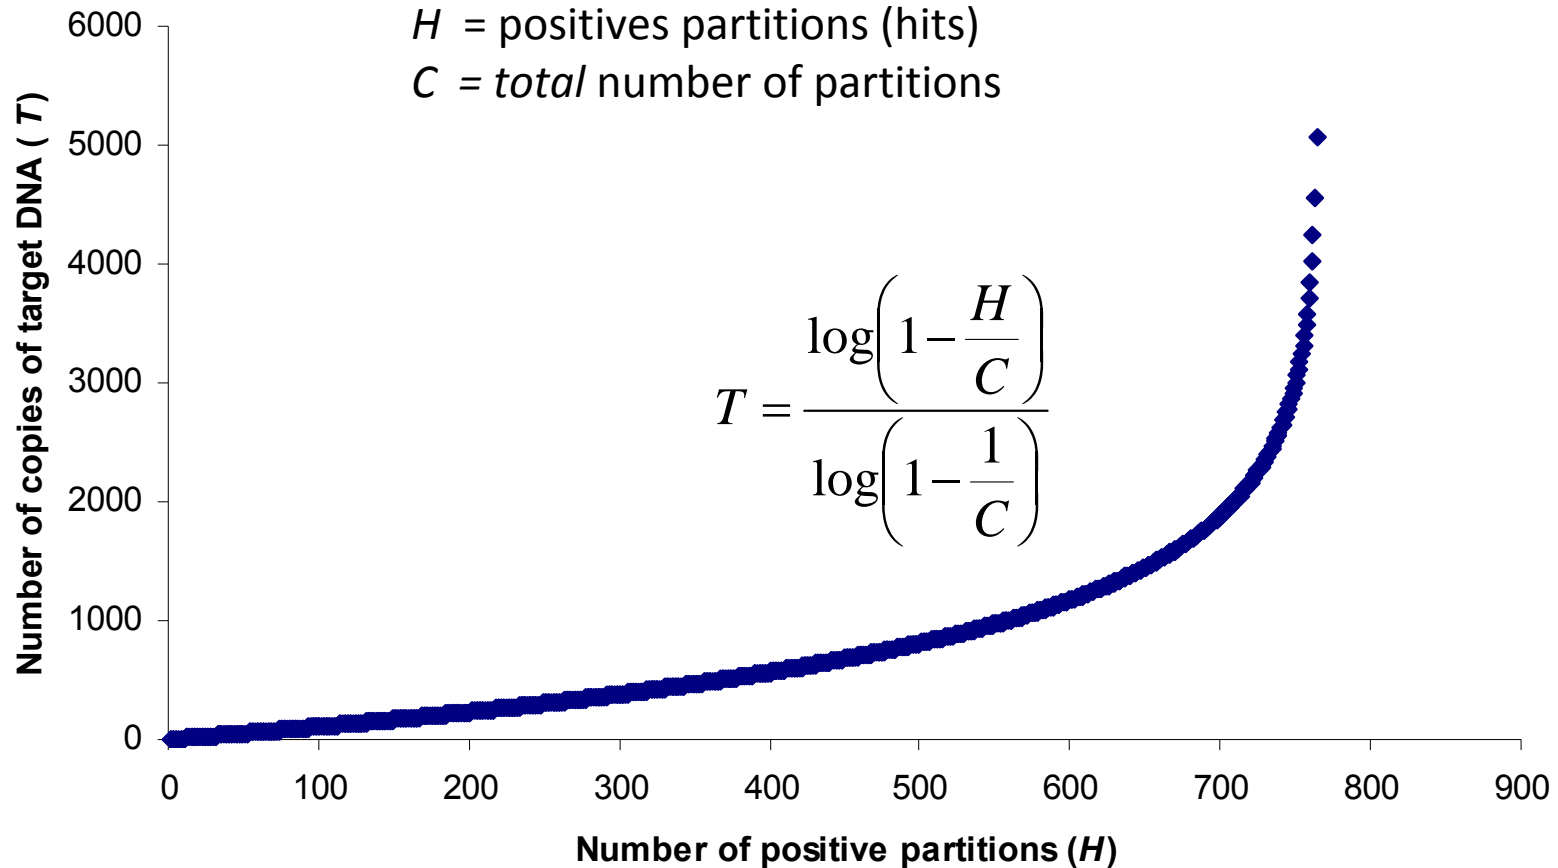 H = positives partitions (hits)
C = total number of partitions
6000
5000
4000
3000
2000
1000
0
Number of copies of target DNA ( T)
T = log(1 − H/C) / log(1 − 1/C)
0 100 200 300 400 500 600 700 800 900
Number of positive partitions (H)